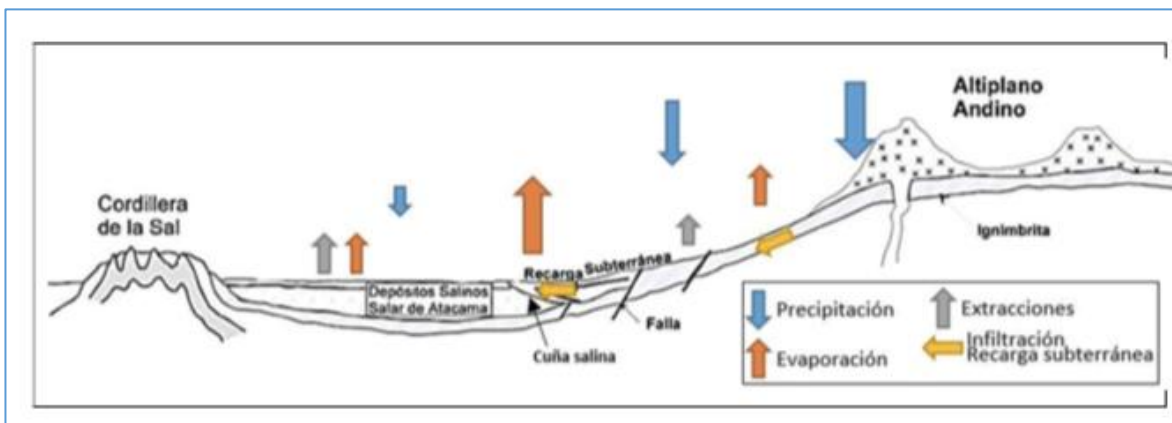 Altiplano
Andino
Cordillera
de la Sal
Ignimbrita
Recarga Subterránea
Depósitos Salinos
Salar de Atacama
Falla
Cuña salina
Precipitación
Extracciones
Evaporación
Infiltración
Recarga subterránea